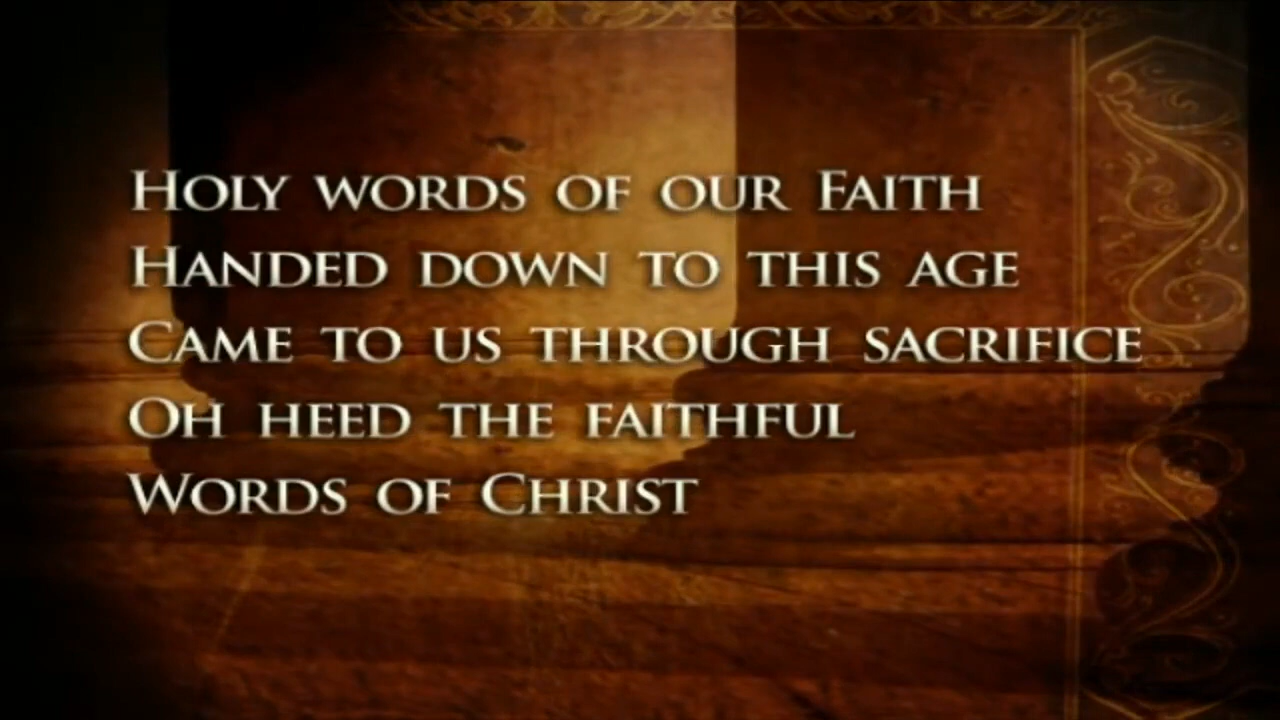 Holy words of our Faith
Handed down to this age
Came to us through sacrifice
Oh heed the faithful
Words of Christ